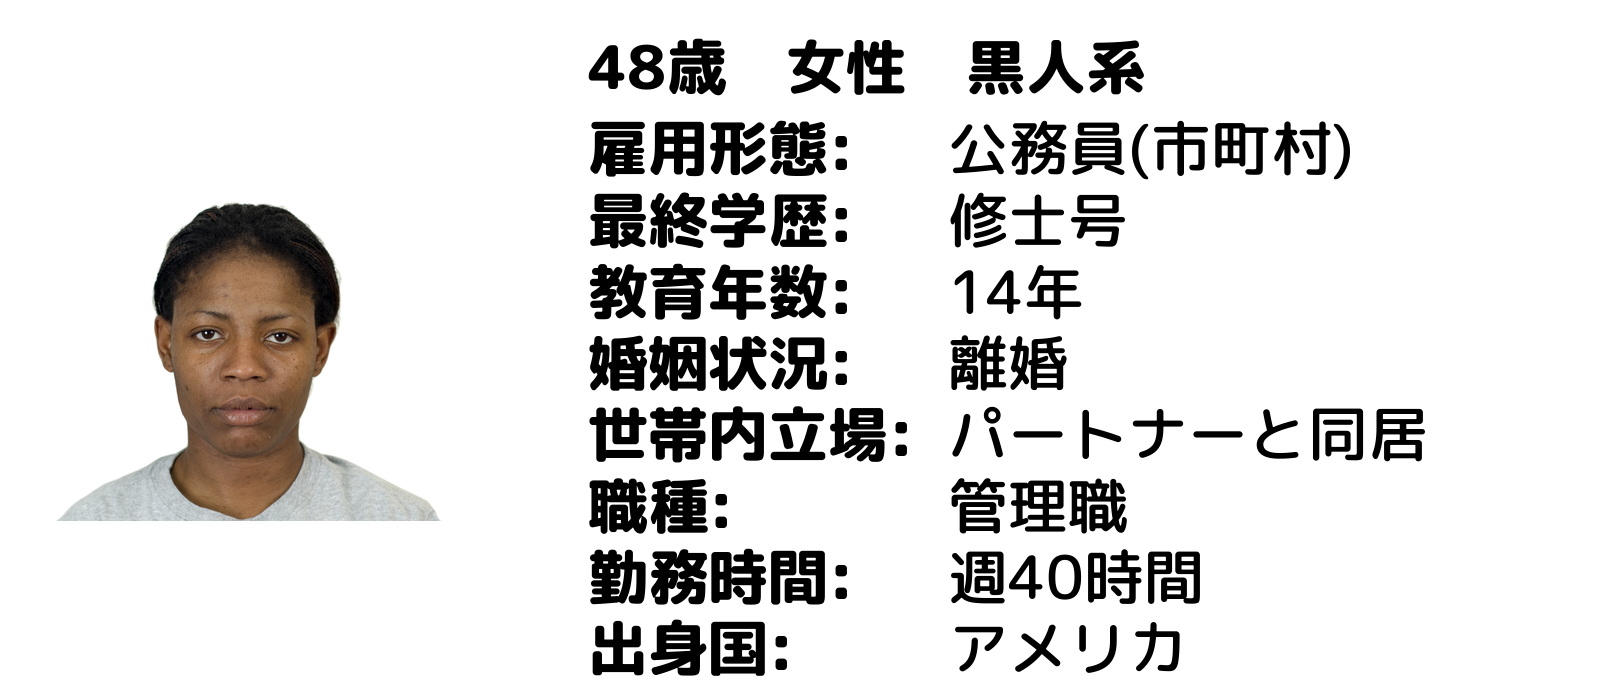 48歳　女性　黒人系
雇用形態:　公務員(市町村)
最終学歴:　修士号
教育年数:　14年
婚姻状況:　離婚
世帯内立場:　パートナーと同居
職種:　管理職
勤務時間:　週40時間
出身国:　アメリカ